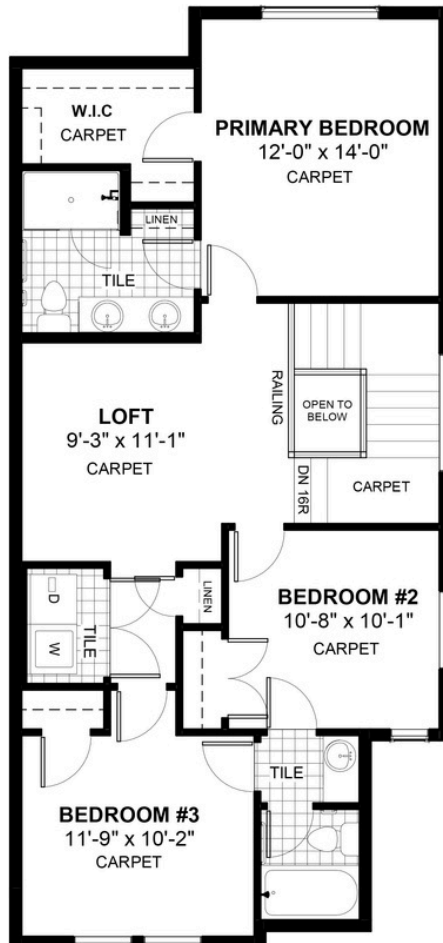 W.I.C
CARPET
PRIMARY BEDROOM
12'-0" x 14'-0"
CARPET
LINEN
TILE
LOFT
9'-3" x 11'-1"
CARPET
RAILING
OPEN TO
BELOW
DN 16R
CARPET
D
W
TILE
LINEN
BEDROOM #2
10'-8" x 10'-1"
CARPET
TILE
BEDROOM #3
11'-9" x 10'-2"
CARPET